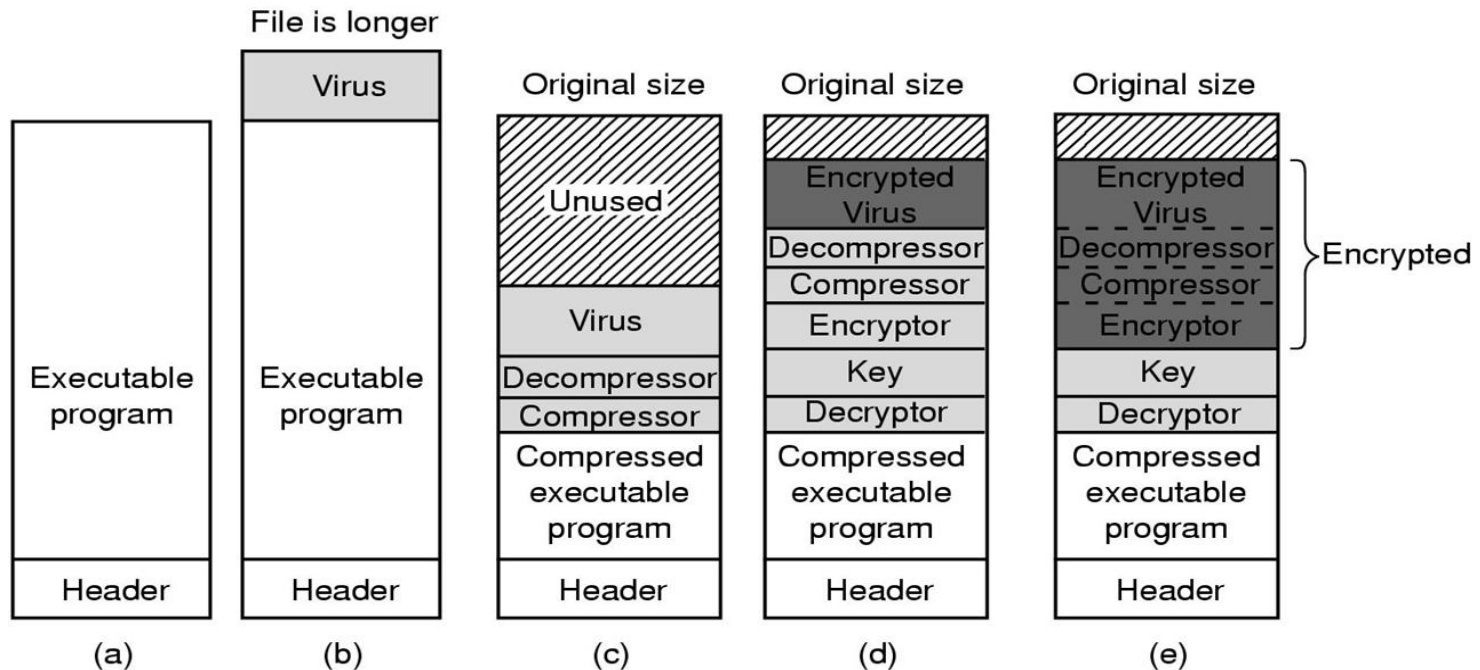 Executable
program
Header
(a)
File is longer
Virus
Executable
program
Header
(b)
Original size
Unused
Virus
Decompressor
Compressor
Compressed
executable
program
Header
(c)
Original size
Encrypted
Virus
Decompressor
Compressor
Encryptor
Key
Decryptor
Compressed
executable
program
Header
(d)
Original size
Encrypted
Virus
Decompressor
Compressor
Encryptor
Key
Decryptor
Compressed
executable
program
Header
(e)
Encrypted